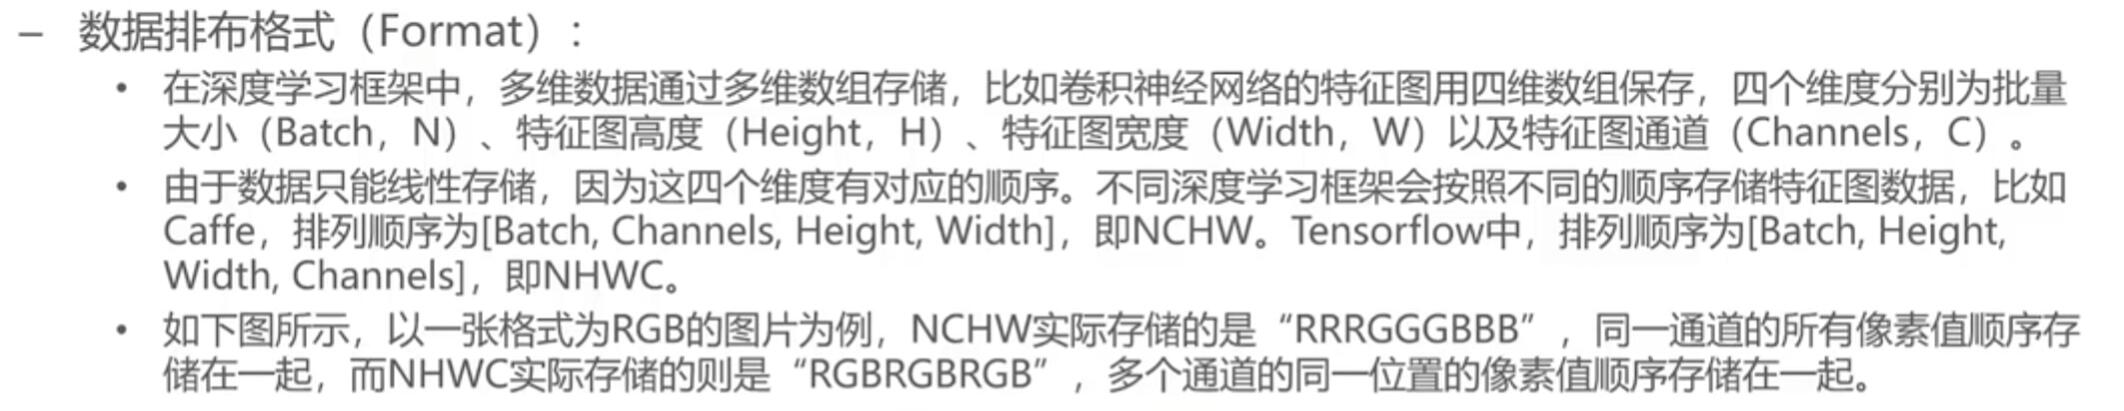 – 数据排布格式（Format）：
• 在深度学习框架中，多维数据通过多维数组存储，比如卷积神经网络的特征图用四维数组保存，四个维度分别为批量
大小（Batch，N）、特征图高度（Height，H）、特征图宽度（Width，W）以及特征图通道（Channels，C）。
• 由于数据只能线性存储，因为这四个维度有对应的顺序。不同深度学习框架会按照不同的顺序存储特征图数据，比如
Caffe，排列顺序为[Batch, Channels, Height, Width]，即NCHW。Tensorflow中，排列顺序为[Batch, Height,
Width, Channels]，即NHWC。
• 如下图所示，以一张格式为RGB的图片为例，NCHW实际存储的是“RRRGGGBBB”，同一通道的所有像素值顺序存
储在一起，而NHWC实际存储的则是“RGBRGBRGB”，多个通道的同一位置的像素值顺序存储在一起。